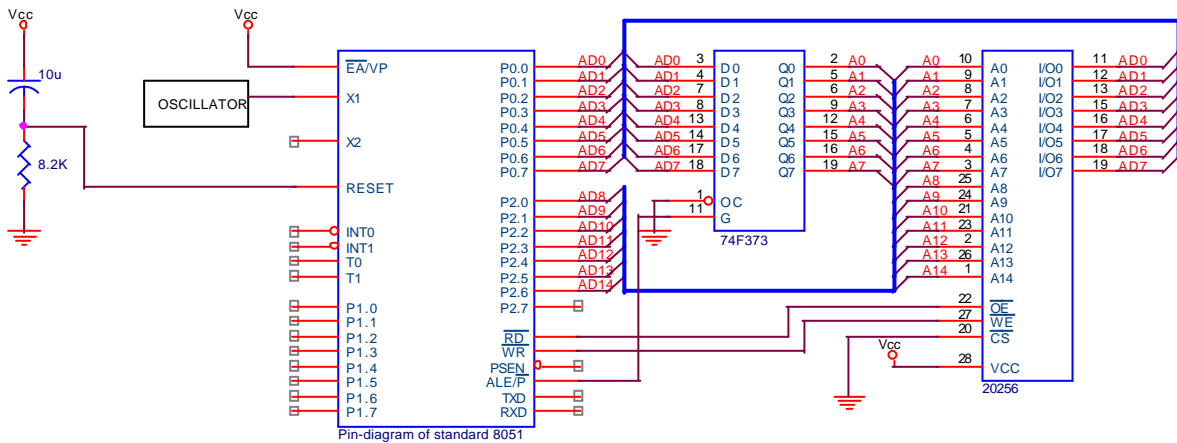 Vcc
10u
8.2K
Vcc
OSCILLATOR
EA/VP
X1
X2
RESET
INT0
INT1
T0
T1
P1.0
P1.1
P1.2
P1.3
P1.4
P1.5
P1.6
P1.7
P0.0 AD0
P0.1 AD1
P0.2 AD2
P0.3 AD3
P0.4 AD4
P0.5 AD5
P0.6 AD6
P0.7 AD7
P2.0 AD8
P2.1 AD9
P2.2 AD10
P2.3 AD11
P2.4 AD12
P2.5 AD13
P2.6 AD14
P2.7
RD
WR
PSEN
ALE/P
TXD
RXD
Pin-diagram of standard 8051
AD0 3 D0 Q0 2 A0
AD1 4 D1 Q1 5 A1
AD2 7 D2 Q2 6 A2
AD3 8 D3 Q3 9 A3
AD4 13 D4 Q4 12 A4
AD5 14 D5 Q5 15 A5
AD6 17 D6 Q6 16 A6
AD7 18 D7 Q7 19 A7
1 OC
11 G
74F373
A0 10 A0 I/O0 11 AD0
A1 9 A1 I/O1 12 AD1
A2 8 A2 I/O2 13 AD2
A3 7 A3 I/O3 15 AD3
A4 6 A4 I/O4 16 AD4
A5 5 A5 I/O5 17 AD5
A6 4 A6 I/O6 18 AD6
A7 3 A7 I/O7 19 AD7
A8 25 A8
A9 24 A9
A10 21 A10
A11 23 A11
A12 2 A12
A13 26 A13
A14 1 A14
22 OE
27 WE
20 CS
Vcc
28 VCC
20256